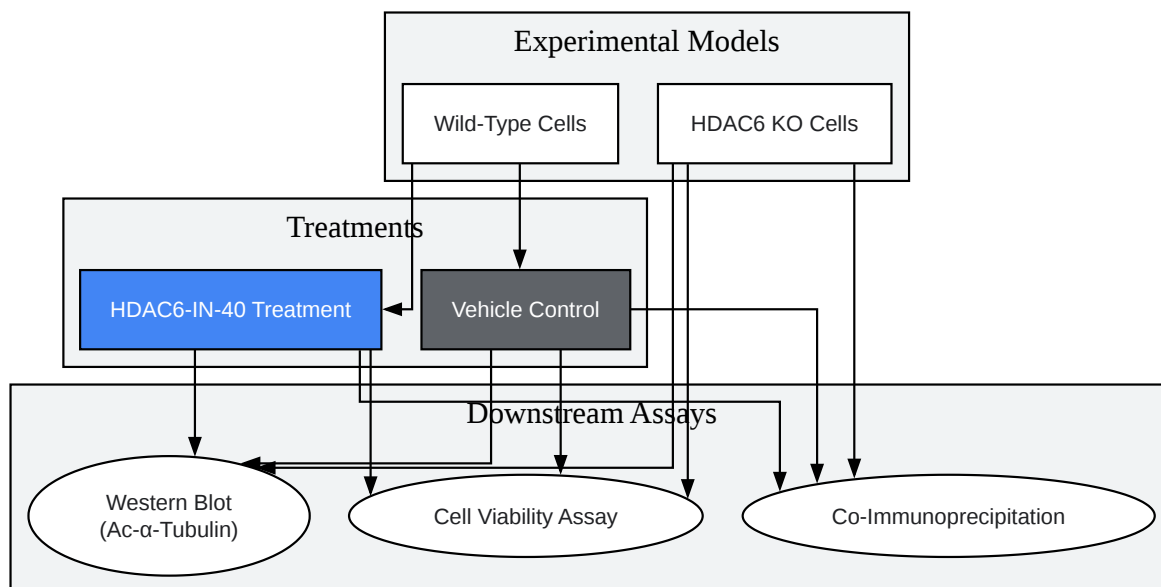 Experimental Models
Wild-Type Cells
HDAC6 KO Cells
Treatments
HDAC6-IN-40 Treatment
Vehicle Control
Downstream Assays
Western Blot
(Ac-α-Tubulin)
Cell Viability Assay
Co-Immunoprecipitation